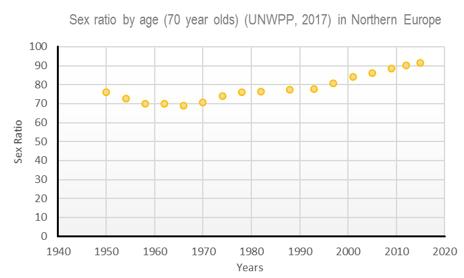 Sex ratio by age (70 year olds) (UNWPP, 2017) in Northern Europe
100
90
80
70
60
50
40
30
20
10
0
Sex Ratio
1940 1950 1960 1970 1980 1990 2000 2010 2020
Years